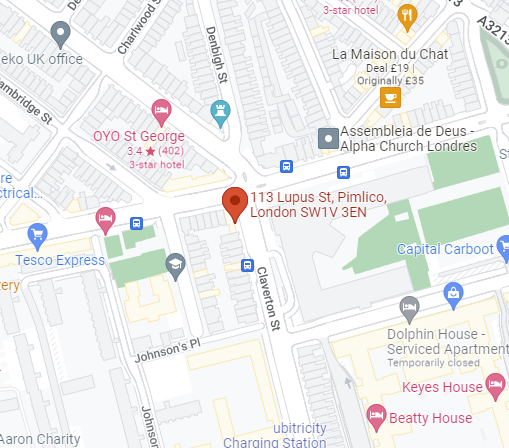 3-star hotel
A3213
Charlwood S
Denbigh St
eko UK office
La Maison du Chat
Deal £19
Originally £35
ambridge St
OYO St George
3.4 ★ (402)
3-star hotel
Assembleia de Deus -
Alpha Church Londres
St
re
ectrical...
113 Lupus St, Pimlico,
London SW1V 3EN
Tesco Express
Capital Carboot
ery
Claverton St
Johnson's Pl
Dolphin House -
Serviced Apartment
Temporarily closed
Keyes House
Beatty House
Johnson's
Aaron Charity
ubitricity
Charging Station